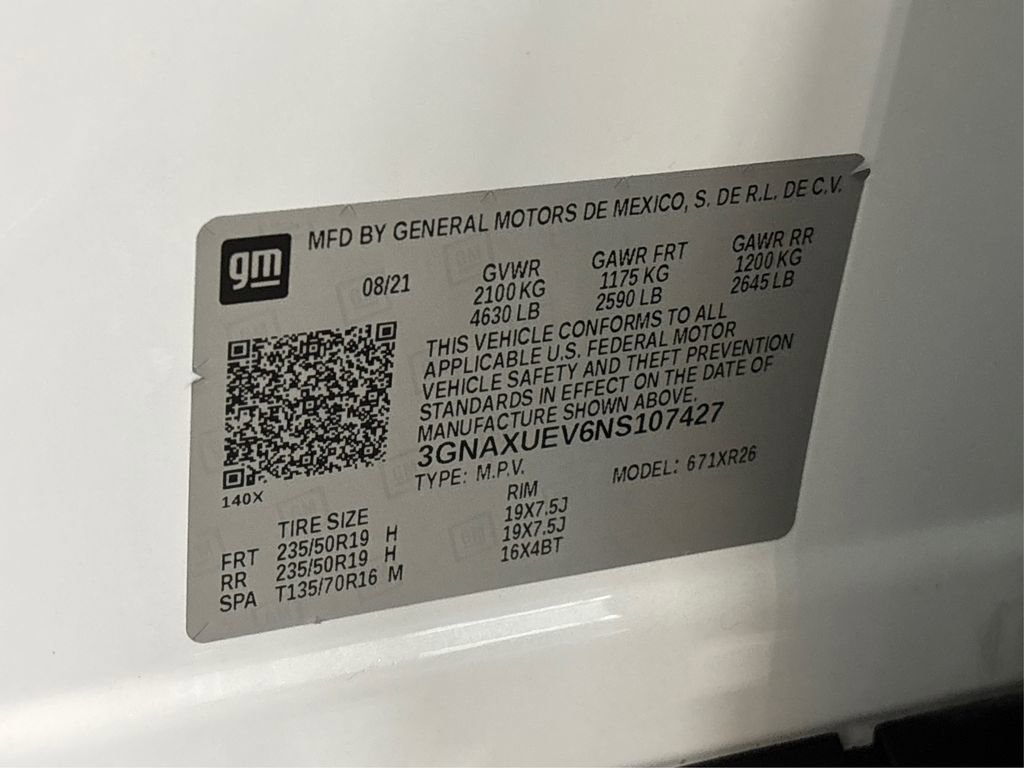 gm
MFD BY GENERAL MOTORS DE MEXICO, S. DE R.L. DE C.V.
08/21
GVWR GAWR FRT GAWR RR
2100 KG 1175 KG 1200 KG
4630 LB 2590 LB 2645 LB
THIS VEHICLE CONFORMS TO ALL
APPLICABLE U.S. FEDERAL MOTOR
VEHICLE SAFETY AND THEFT PREVENTION
STANDARDS IN EFFECT ON THE DATE OF
MANUFACTURE SHOWN ABOVE.
3GNAXUEV6NS107427
TYPE: M.P.V. MODEL: 671XR26
140X
TIRE SIZE RIM
FRT 235/50R19 H 19X7.5J
RR 235/50R19 H 19X7.5J
SPA T135/70R16 M 16X4BT